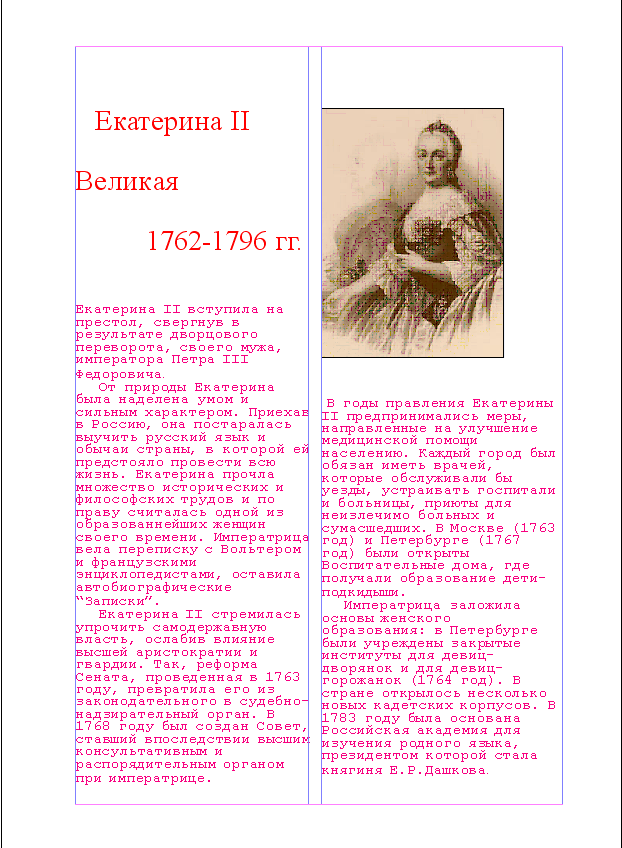 Екатерина II
Великая
1762-1796 гг.
Екатерина II вступила на
престол, свергнув в
результате дворцового
переворота, своего мужа,
императора Петра III
Федоровича.
От природы Екатерина
была наделена умом и
сильным характером. Приехав
в Россию, она постаралась
выучить русский язык и
обычаи страны, в которой ей
предстояло провести всю
жизнь. Екатерина прочла
множество исторических и
философских трудов и по
праву считалась одной из
образованнейших женщин
своего времени. Императрица
вела переписку с Вольтером
и французскими
энциклопедистами, оставила
автобиографические
“Записки”.
Екатерина II стремилась
упрочить самодержавную
власть, ослабив влияние
высшей аристократии и
гвардии. Так, реформа
Сената, проведенная в 1763
году, превратила его из
законодательного в судебно-
надзирательный орган. В
1768 году был создан Совет,
ставший впоследствии высшим
консультативным и
распорядительным органом
при императрице.
В годы правления Екатерины
II предпринимались меры,
направленные на улучшение
медицинской помощи
населению. Каждый город был
обязан иметь врачей,
которые обслуживали бы
уезды, устраивать госпитали
и больницы, приюты для
неизлечимо больных и
сумасшедших. В Москве (1763
год) и Петербурге (1767
год) были открыты
Воспитательные дома, где
получали образование дети-
подкидыши.
Императрица заложила
основы женского
образования: в Петербурге
были учреждены закрытые
институты для девиц-
дворянок и для девиц-
горожанок (1764 год). В
стране открылось несколько
новых кадетских корпусов. В
1783 году была основана
Российская академия для
изучения родного языка,
президентом которой стала
княгиня Е.Р.Дашкова.